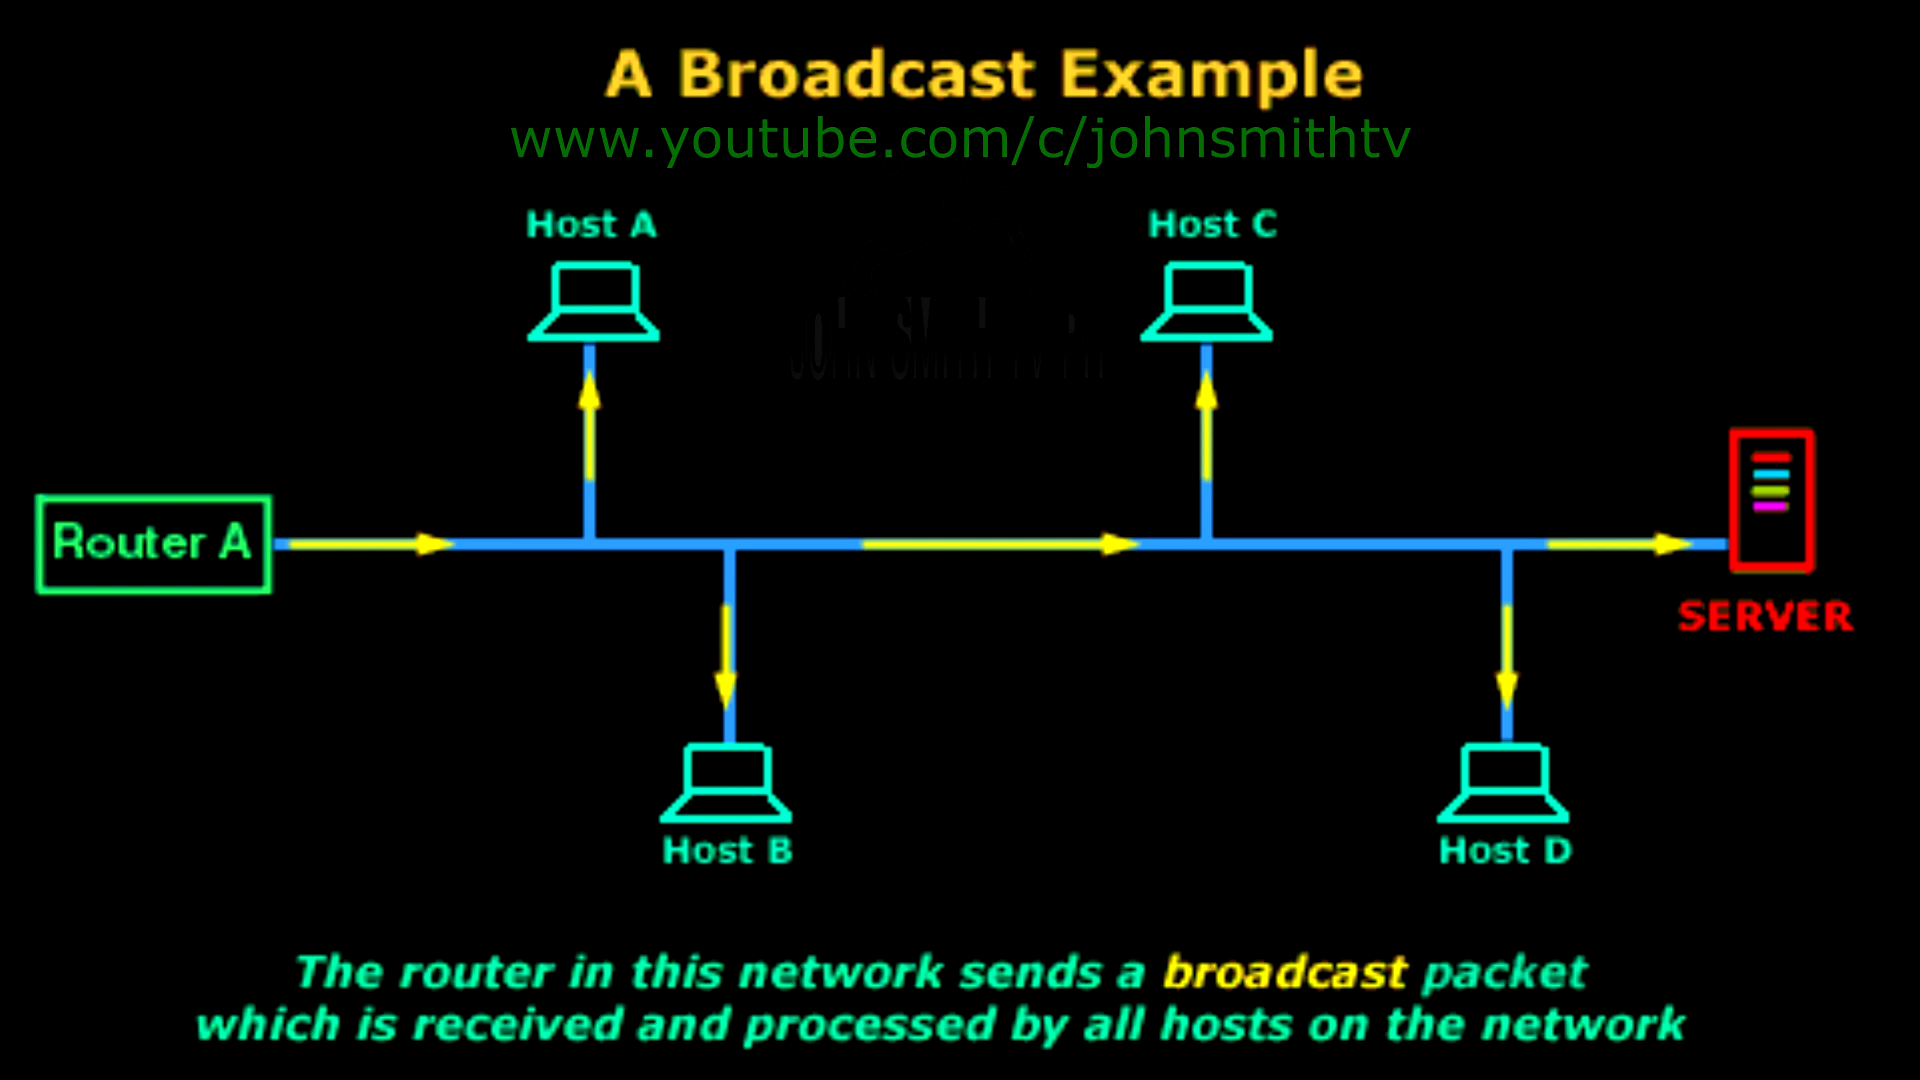 A Broadcast Example
www.youtube.com/c/johnsmithtv
Host A
Host C
Router A
SERVER
Host B
Host D
The router in this network sends a broadcast packet
which is received and processed by all hosts on the network